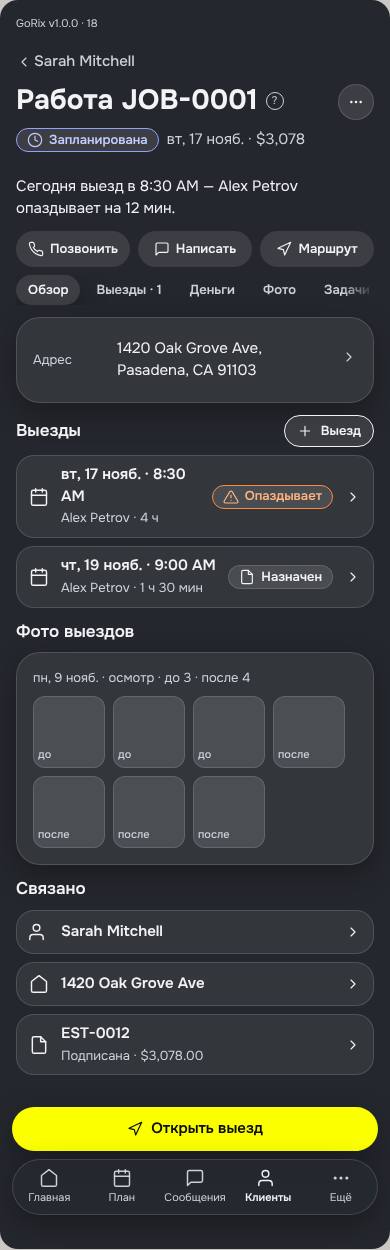 GoRix v1.0.0 · 18
Sarah Mitchell
Работа JOB-0001 ?
Запланирована вт, 17 нояб. · $3,078
Сегодня выезд в 8:30 AM — Alex Petrov
опаздывает на 12 мин.
Позвонить Написать Маршрут
Обзор Выезды · 1 Деньги Фото Задачи
Адрес
1420 Oak Grove Ave,
Pasadena, CA 91103
Выезды
Выезд
вт, 17 нояб. · 8:30
AM
Опаздывает
Alex Petrov · 4 ч
чт, 19 нояб. · 9:00 AM
Назначен
Alex Petrov · 1 ч 30 мин
Фото выездов
пн, 9 нояб. · осмотр · до 3 · после 4
до до до после
после после после
Связано
Sarah Mitchell
1420 Oak Grove Ave
EST-0012
Подписана · $3,078.00
Открыть выезд
Главная План Сообщения Клиенты Ещё